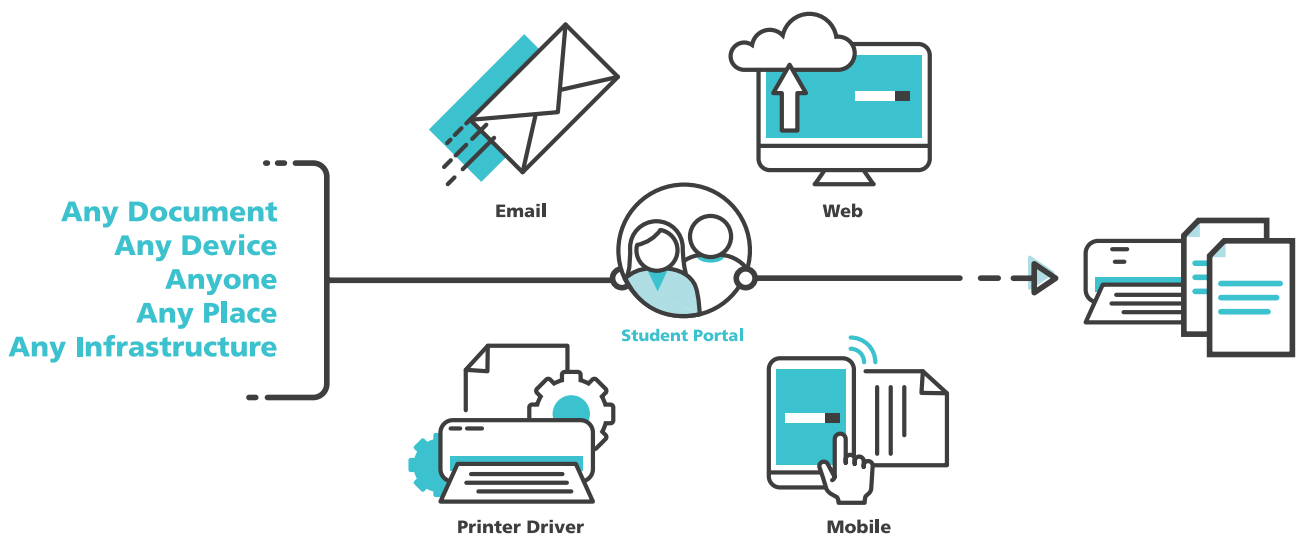 Any Document
Any Device
Anyone
Any Place
Any Infrastructure
Email
Web
Student Portal
Printer Driver
Mobile